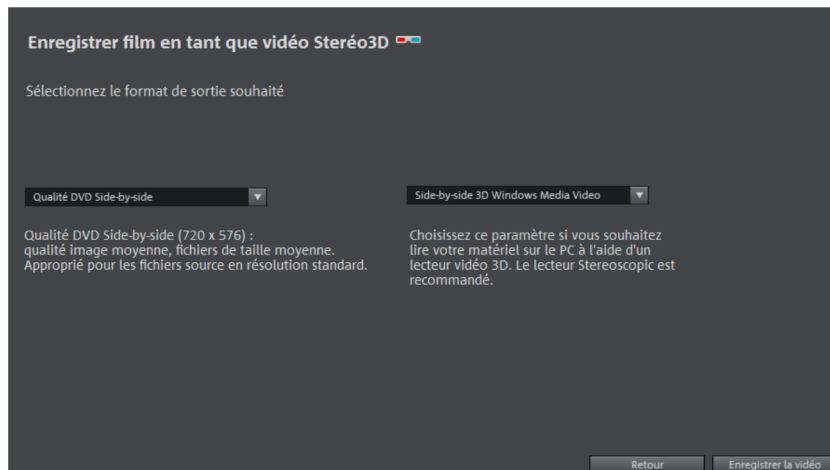 Enregistrer film en tant que vidéo Steréo3D
Sélectionnez le format de sortie souhaité
Qualité DVD Side-by-side
Side-by-side 3D Windows Media Video
Qualité DVD Side-by-side (720 x 576) :
qualité image moyenne, fichiers de taille moyenne.
Approprié pour les fichiers source en résolution standard.
Choisissez ce paramètre si vous souhaitez
lire votre matériel sur le PC à l'aide d'un
lecteur vidéo 3D. Le lecteur Stereoscopic est
recommandé.
Retour
Enregistrer la vidéo